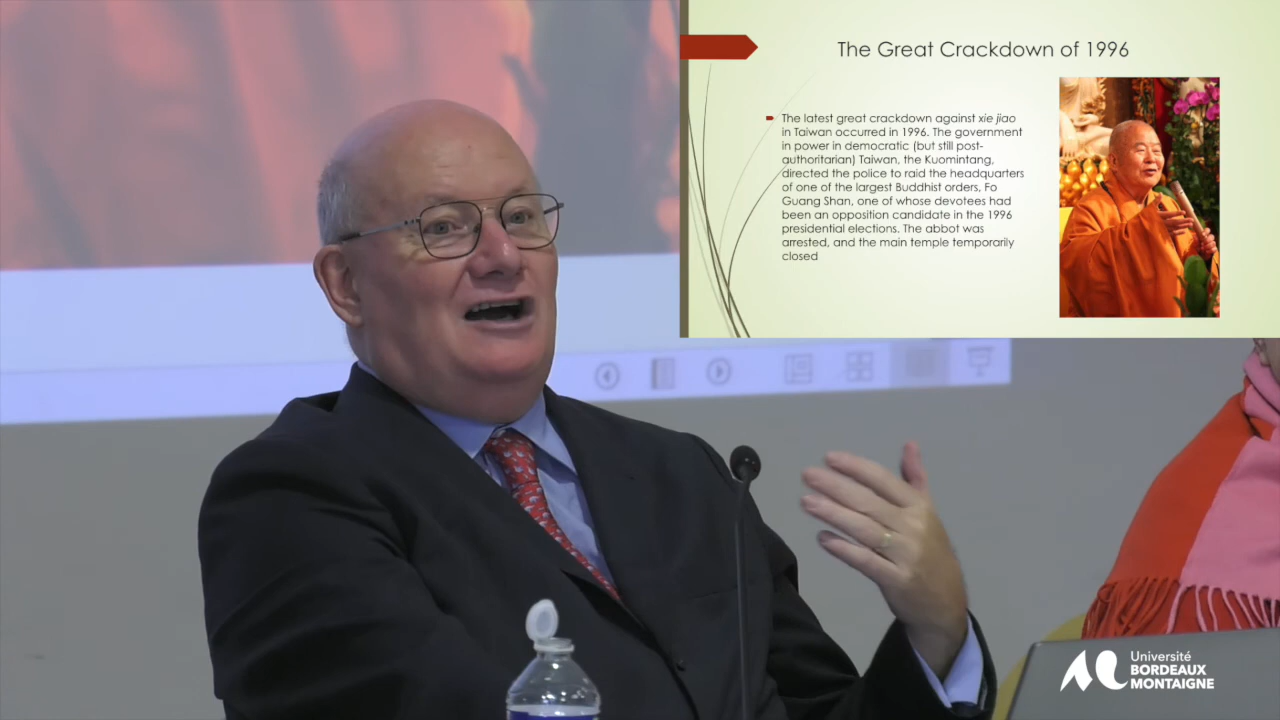 The Great Crackdown of 1996
The latest great crackdown against xie jiao
in Taiwan occurred in 1996. The government
in power in democratic (but still post-
authoritarian) Taiwan, the Kuomintang,
directed the police to raid the headquarters
of one of the largest Buddhist orders, Fo
Guang Shan, one of whose devotees had
been an opposition candidate in the 1996
presidential elections. The abbot was
arrested, and the main temple temporarily
closed
Université
BORDEAUX
MONTAIGNE